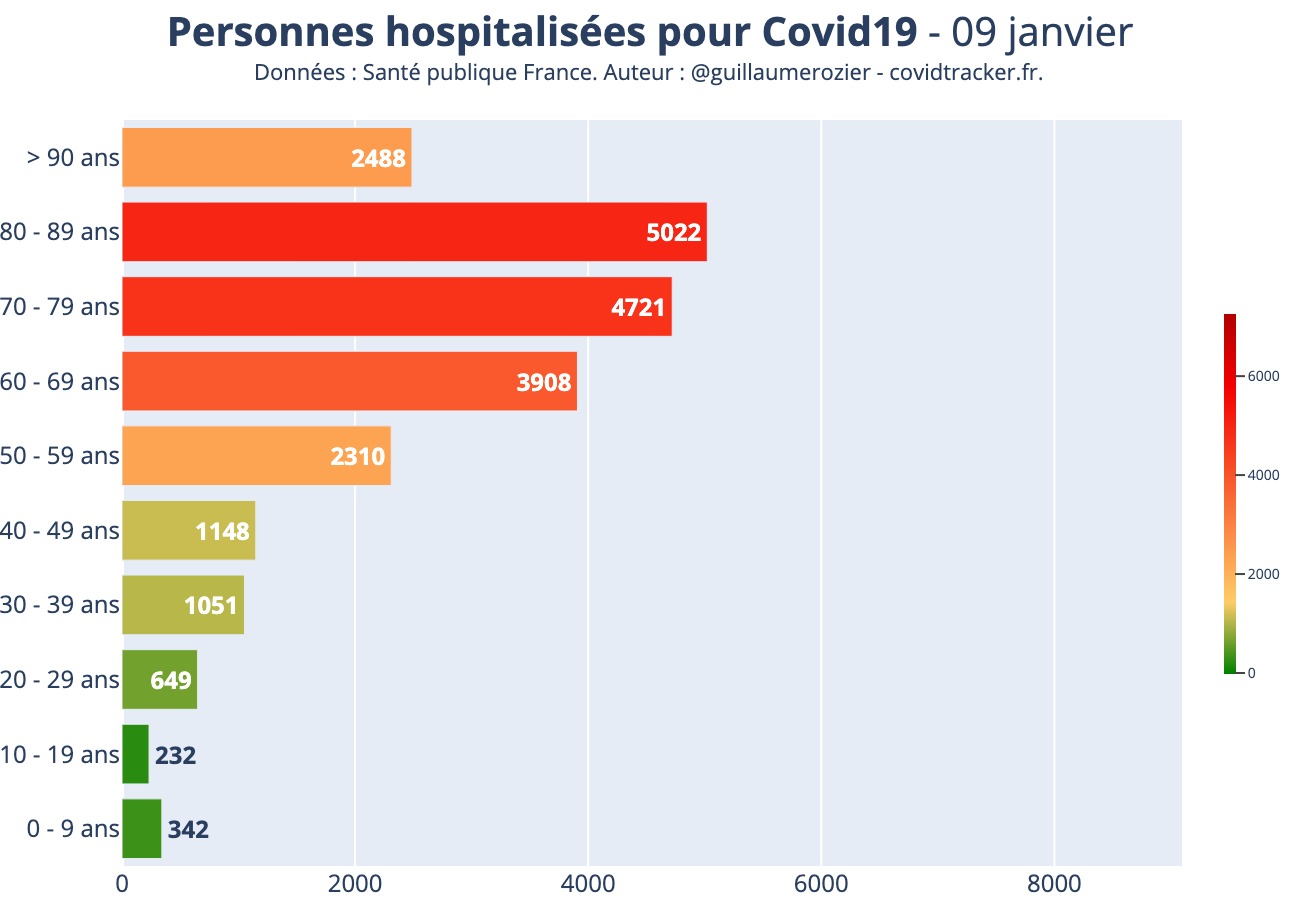 Personnes hospitalisées pour Covid19 - 09 janvier
Données : Santé publique France. Auteur : @guillaumerozier - covidtracker.fr.
> 90 ans 2488
80 - 89 ans 5022
70 - 79 ans 4721
60 - 69 ans 3908
50 - 59 ans 2310
40 - 49 ans 1148
30 - 39 ans 1051
20 - 29 ans 649
10 - 19 ans 232
0 - 9 ans 342
0 2000 4000 6000 8000
6000
4000
2000
0